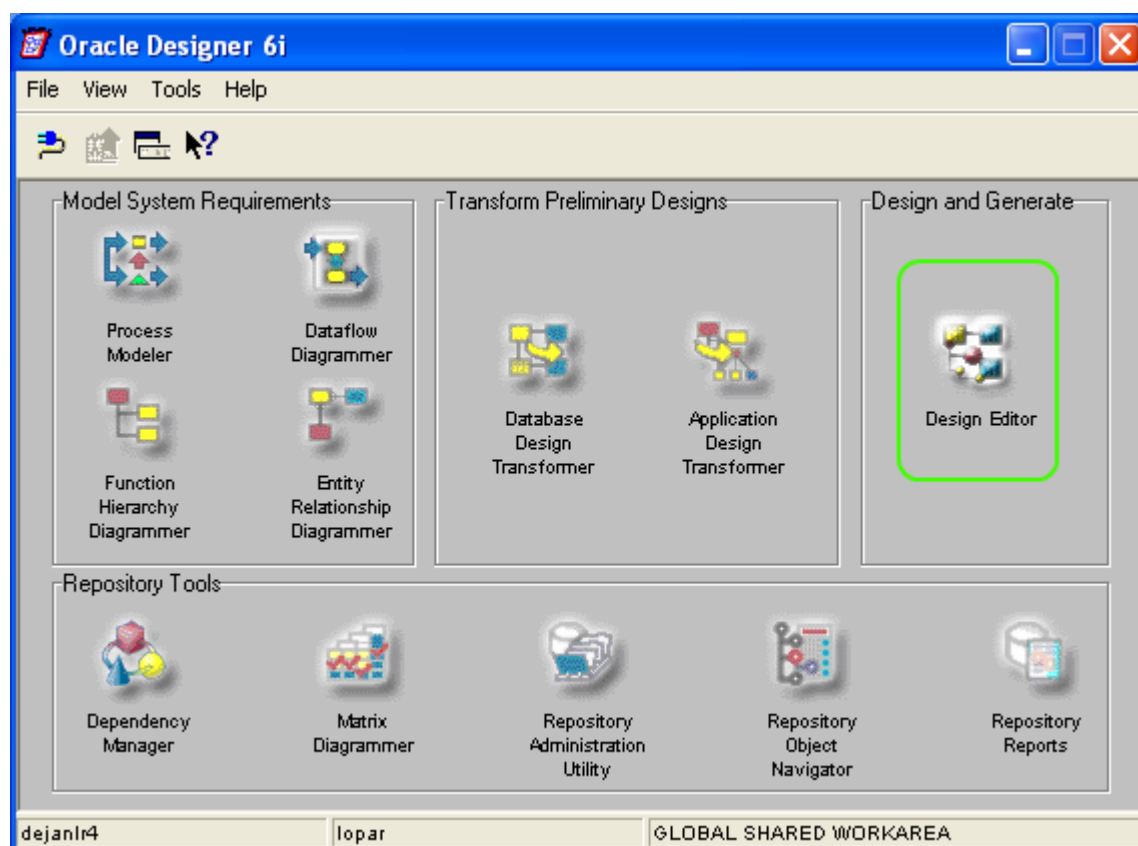 Oracle Designer 6i
File View Tools Help
Model System Requirements
Process
Modeler
Dataflow
Diagrammer
Function
Hierarchy
Diagrammer
Entity
Relationship
Diagrammer
Transform Preliminary Designs
Database
Design
Transformer
Application
Design
Transformer
Design and Generate
Design Editor
Repository Tools
Dependency
Manager
Matrix
Diagrammer
Repository
Administration
Utility
Repository
Object
Navigator
Repository
Reports
dejanlr4 lopar GLOBAL SHARED WORKAREA